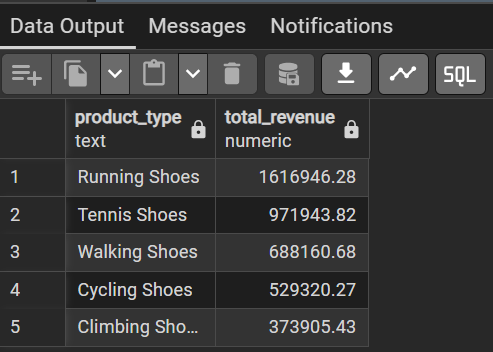 Data Output Messages Notifications
SQL
product_type total_revenue
text numeric
1 Running Shoes 1616946.28
2 Tennis Shoes 971943.82
3 Walking Shoes 688160.68
4 Cycling Shoes 529320.27
5 Climbing Sho... 373905.43